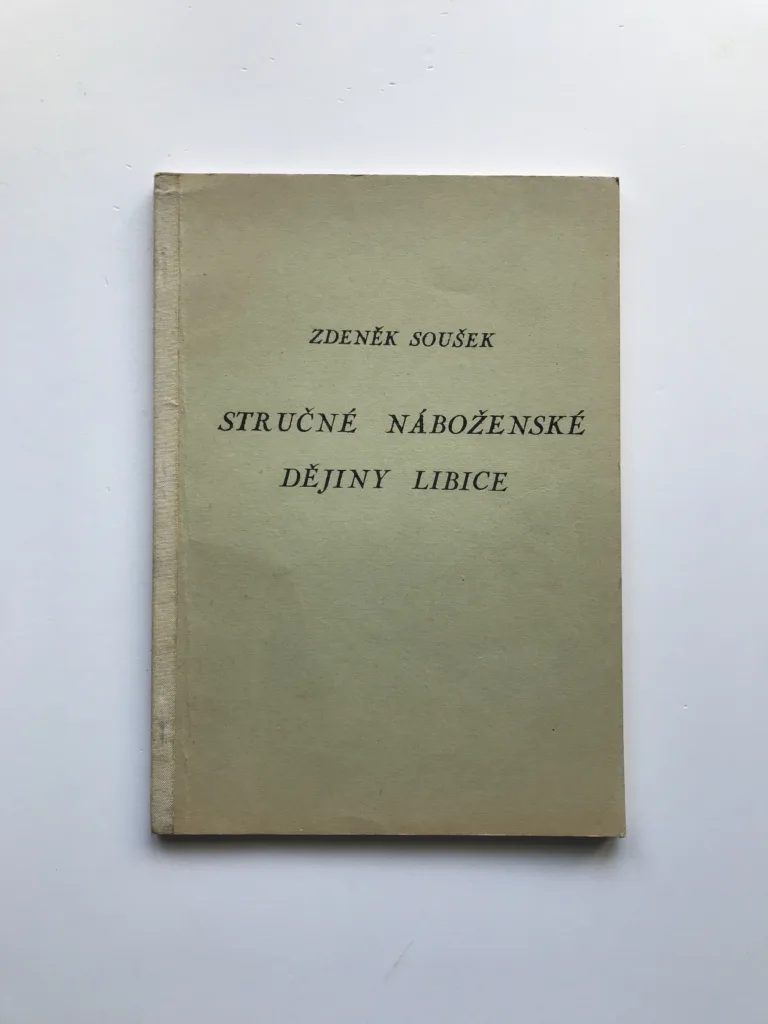 ZDENĚK SOUŠEK
STRUČNÉ NÁBOŽENSKÉ
DĚJINY LIBICE